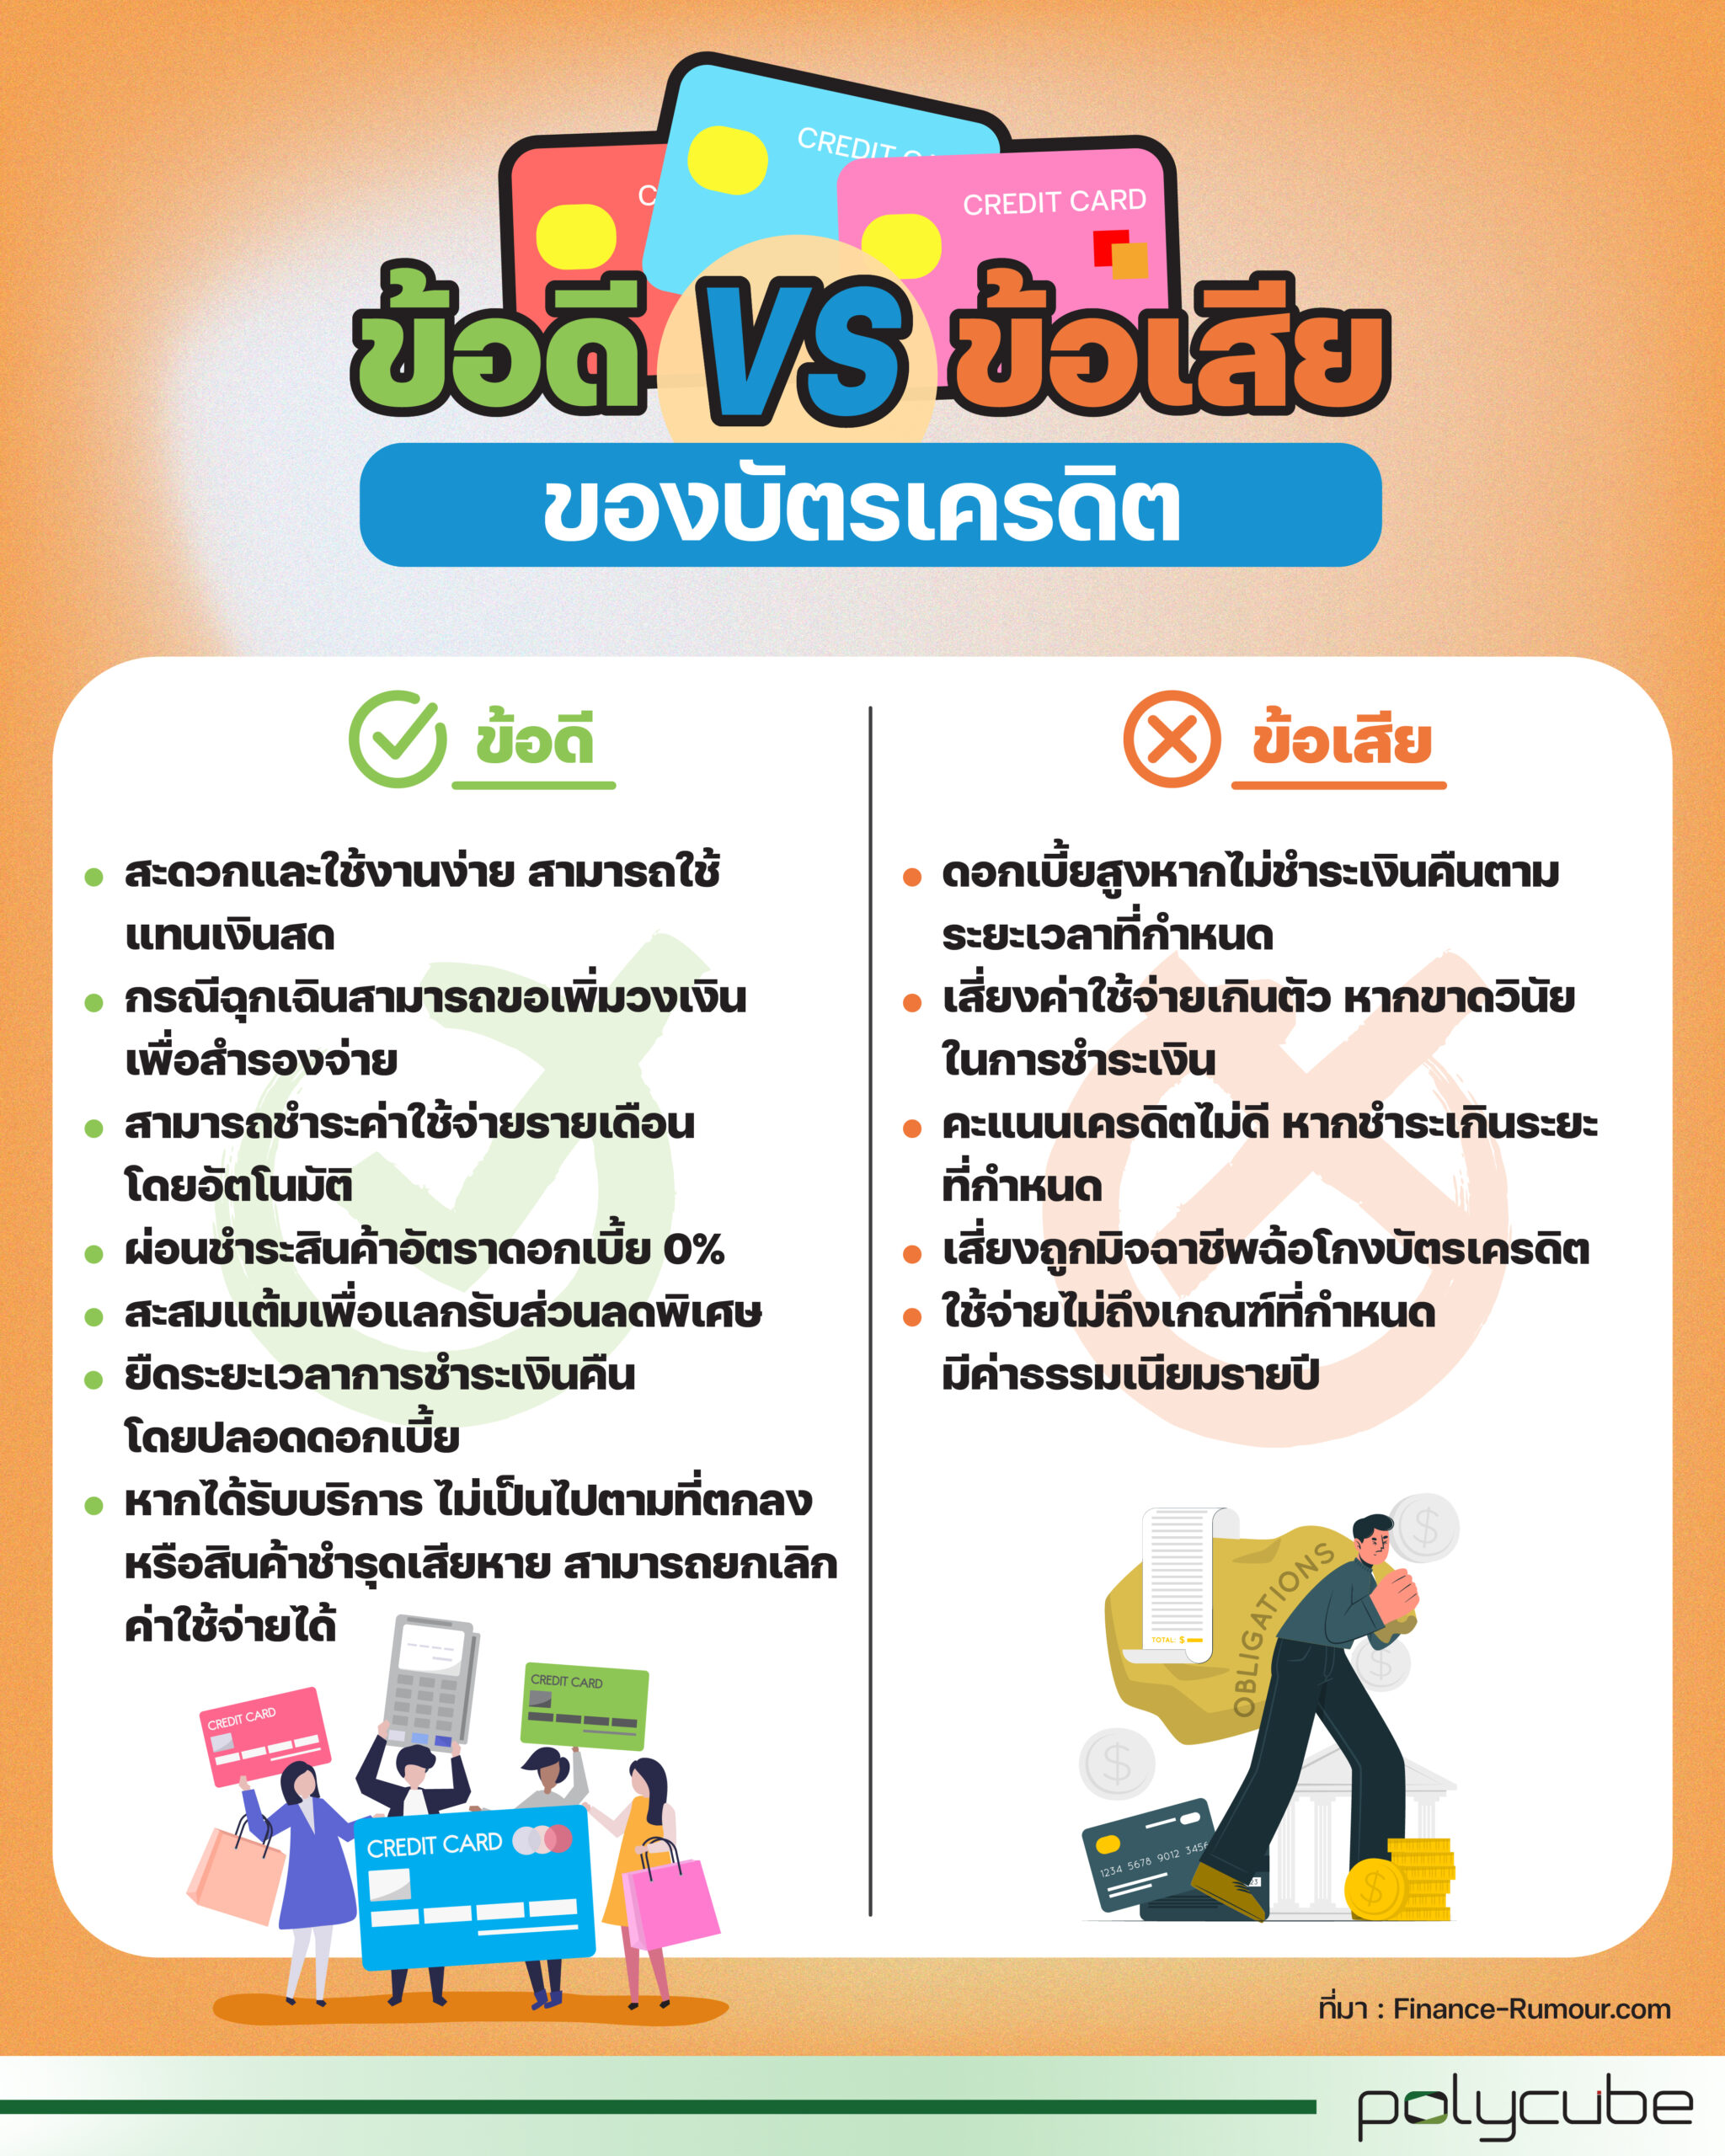 CREDIT CARD
ข้อดี VS ข้อเสีย
ของบัตรเครดิต
ข้อดี
สะดวกและใช้งานง่าย สามารถใช้
แทนเงินสด
กรณีฉุกเฉินสามารถขอเพิ่มวงเงิน
เพื่อสำรองจ่าย
สามารถชำระค่าใช้จ่ายรายเดือน
โดยอัตโนมัติ
ผ่อนชำระสินค้าอัตราดอกเบี้ย 0%
สะสมแต้มเพื่อแลกรับส่วนลดพิเศษ
ยืดระยะเวลาการชำระเงินคืน
โดยปลอดดอกเบี้ย
หากได้รับบริการ ไม่เป็นไปตามที่ตกลง
หรือสินค้าชำรุดเสียหาย สามารถยกเลิก
ค่าใช้จ่ายได้
CREDIT CARD
CREDIT CARD
CREDIT CARD
ข้อเสีย
ดอกเบี้ยสูงหากไม่ชำระเงินคืนตาม
ระยะเวลาที่กำหนด
เสี่ยงค่าใช้จ่ายเกินตัว หากขาดวินัย
ในการชำระเงิน
คะแนนเครดิตไม่ดี หากชำระเกินระยะ
ที่กำหนด
เสี่ยงถูกมิจฉาชีพฉ้อโกงบัตรเครดิต
ใช้จ่ายไม่ถึงเกณฑ์ที่กำหนด
มีค่าธรรมเนียมรายปี
TOTAL $
OBLIGATIONS
1234 5678 9012 3456
ที่มา : Finance-Rumour.com
polycube